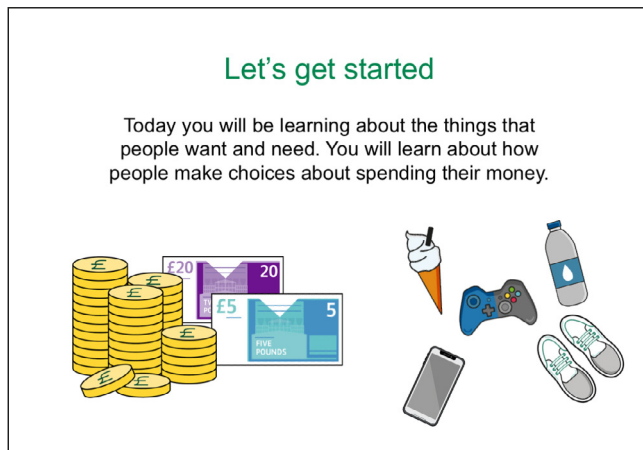 Let’s get started
Today you will be learning about the things that
people want and need. You will learn about how
people make choices about spending their money.
£
£
£
£
£
£
£20
20
£5
5
FIVE
POUNDS